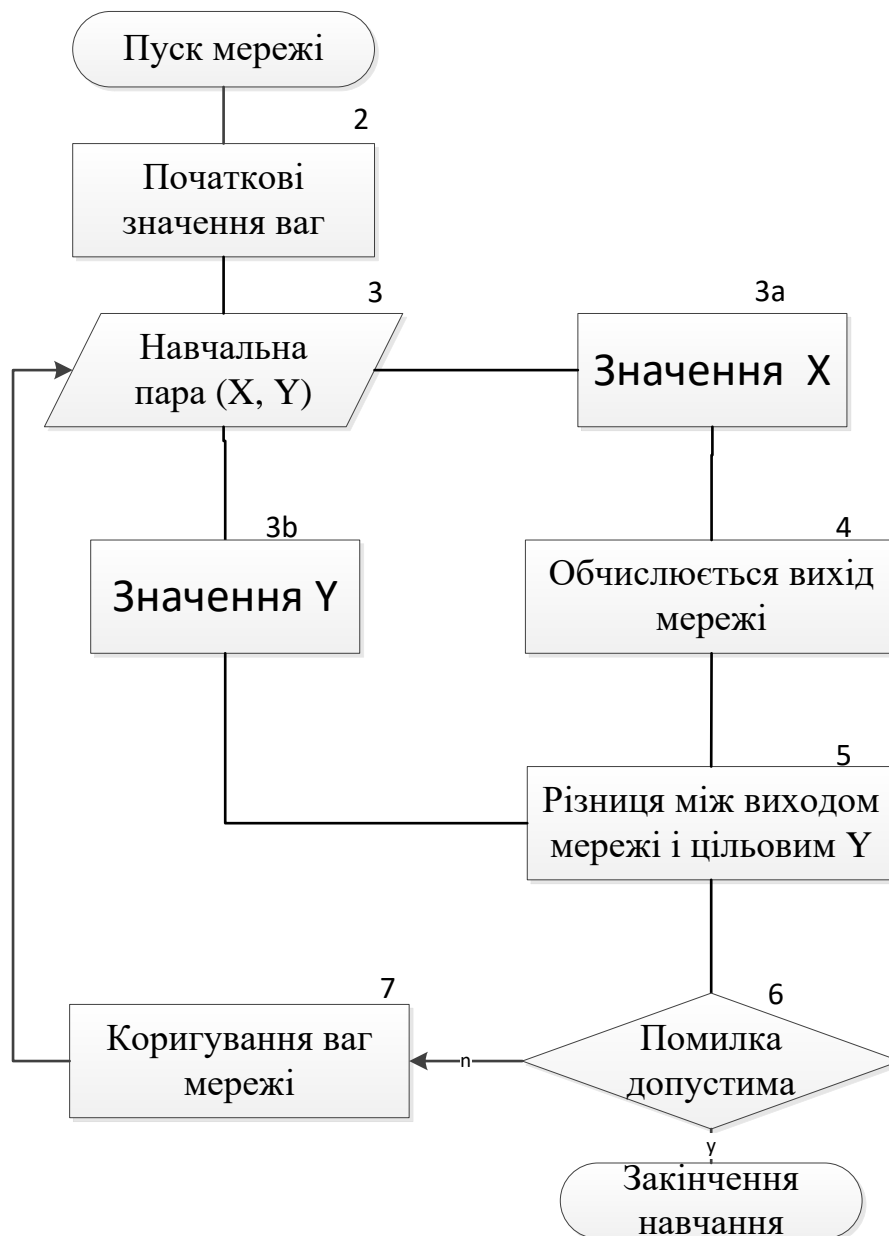 Пуск мережі
2
Початкові
значення ваг
3
Навчальна
пара (X, Y)
3a
Значення X
3b
Значення Y
4
Обчислюється вихід
мережі
5
Різниця між виходом
мережі і цільовим Y
6
Помилка
допустима
7
Коригування ваг
мережі
n
y
Закінчення
навчання